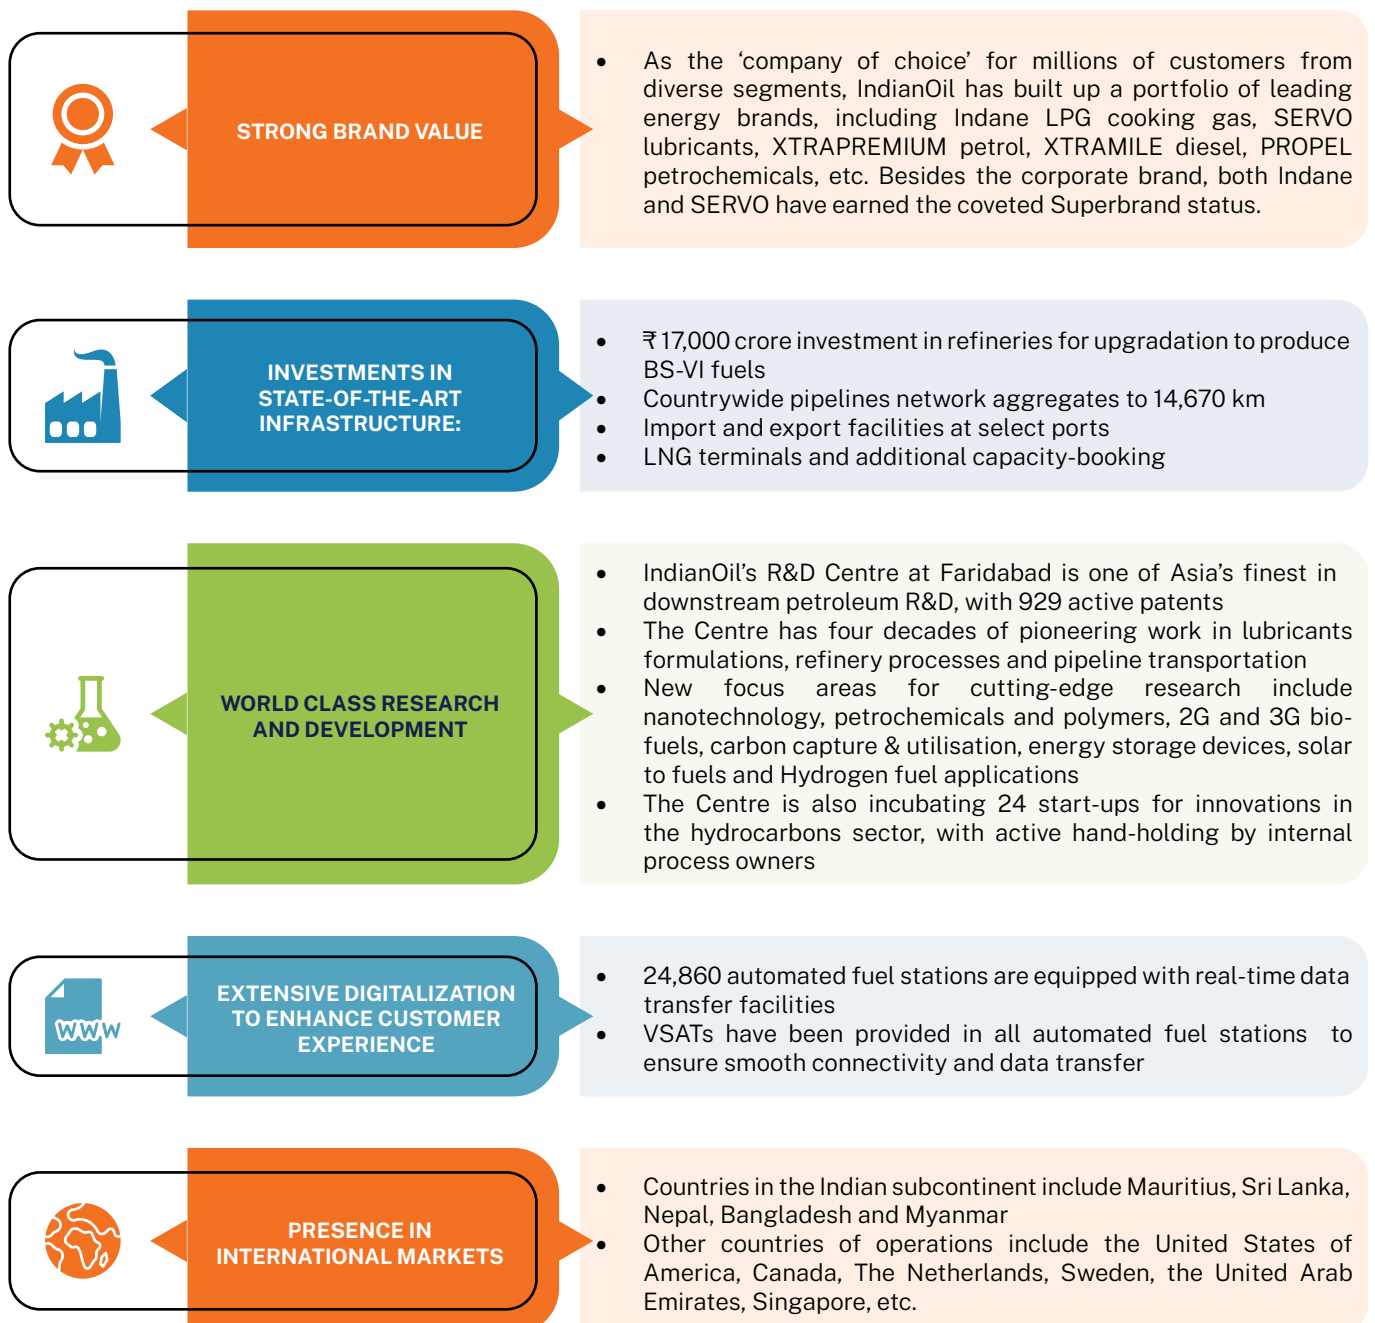 STRONG BRAND VALUE
• As the ‘company of choice’ for millions of customers from
diverse segments, IndianOil has built up a portfolio of leading
energy brands, including Indane LPG cooking gas, SERVO
lubricants, XTRAPREMIUM petrol, XTRAMILE diesel, PROPEL
petrochemicals, etc. Besides the corporate brand, both Indane
and SERVO have earned the coveted Superbrand status.
INVESTMENTS IN
STATE-OF-THE-ART
INFRASTRUCTURE:
• ₹ 17,000 crore investment in refineries for upgradation to produce
BS-VI fuels
• Countrywide pipelines network aggregates to 14,670 km
• Import and export facilities at select ports
• LNG terminals and additional capacity-booking
WORLD CLASS RESEARCH
AND DEVELOPMENT
• IndianOil’s R&D Centre at Faridabad is one of Asia’s finest in
downstream petroleum R&D, with 929 active patents
• The Centre has four decades of pioneering work in lubricants
formulations, refinery processes and pipeline transportation
• New focus areas for cutting-edge research include
nanotechnology, petrochemicals and polymers, 2G and 3G bio-
fuels, carbon capture & utilisation, energy storage devices, solar
to fuels and Hydrogen fuel applications
• The Centre is also incubating 24 start-ups for innovations in
the hydrocarbons sector, with active hand-holding by internal
process owners
www
EXTENSIVE DIGITALIZATION
TO ENHANCE CUSTOMER
EXPERIENCE
• 24,860 automated fuel stations are equipped with real-time data
transfer facilities
• VSATs have been provided in all automated fuel stations to
ensure smooth connectivity and data transfer
PRESENCE IN
INTERNATIONAL MARKETS
• Countries in the Indian subcontinent include Mauritius, Sri Lanka,
Nepal, Bangladesh and Myanmar
• Other countries of operations include the United States of
America, Canada, The Netherlands, Sweden, the United Arab
Emirates, Singapore, etc.